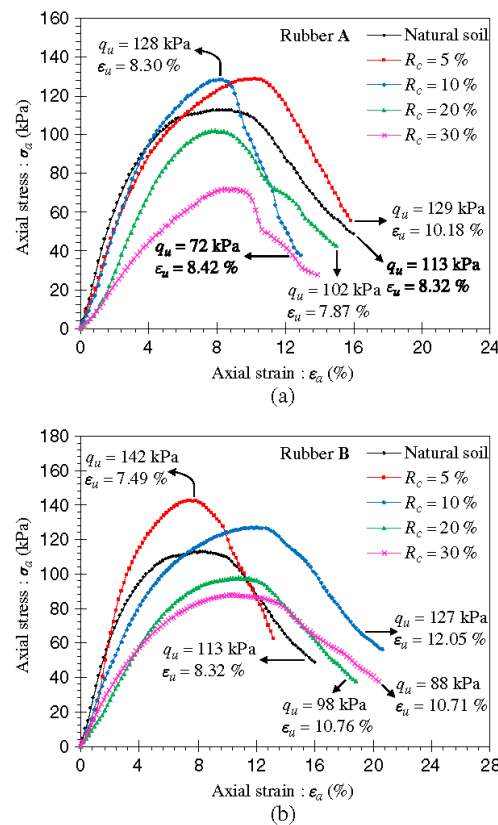 160
140
120
100
80
60
40
20
0
Axial stress : σa (kPa)
qu = 128 kPa
εu = 8.30 %
Rubber A
Natural soil
Rc = 5 %
Rc = 10 %
Rc = 20 %
Rc = 30 %
qu = 129 kPa
εu = 10.18 %
qu = 72 kPa
εu = 8.42 %
qu = 113 kPa
εu = 8.32 %
qu = 102 kPa
εu = 7.87 %
0 4 8 12 16 20 24
Axial strain : εa (%)
(a)
180
160
140
120
100
80
60
40
20
0
Axial stress : σa (kPa)
qu = 142 kPa
εu = 7.49 %
Rubber B
Natural soil
Rc = 5 %
Rc = 10 %
Rc = 20 %
Rc = 30 %
qu = 127 kPa
εu = 12.05 %
qu = 113 kPa
εu = 8.32 %
qu = 88 kPa
εu = 10.71 %
qu = 98 kPa
εu = 10.76 %
0 4 8 12 16 20 24 28
Axial strain : εa (%)
(b)